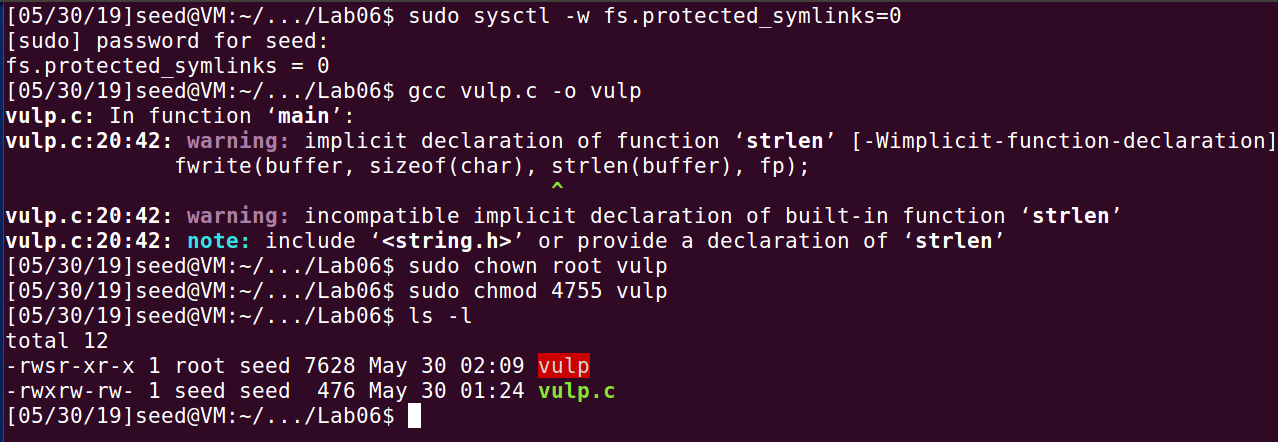 [05/30/19]seed@VM:~/.../Lab06$ sudo sysctl -w fs.protected_symlinks=0
[sudo] password for seed:
fs.protected_symlinks = 0
[05/30/19]seed@VM:~/.../Lab06$ gcc vulp.c -o vulp
vulp.c: In function ‘main’:
vulp.c:20:42: warning: implicit declaration of function ‘strlen’ [-Wimplicit-function-declaration]
             fwrite(buffer, sizeof(char), strlen(buffer), fp);
                                          ^
vulp.c:20:42: warning: incompatible implicit declaration of built-in function ‘strlen’
vulp.c:20:42: note: include ‘<string.h>’ or provide a declaration of ‘strlen’
[05/30/19]seed@VM:~/.../Lab06$ sudo chown root vulp
[05/30/19]seed@VM:~/.../Lab06$ sudo chmod 4755 vulp
[05/30/19]seed@VM:~/.../Lab06$ ls -l
total 12
-rwsr-xr-x 1 root seed 7628 May 30 02:09 vulp
-rwxrw-rw- 1 seed seed  476 May 30 01:24 vulp.c
[05/30/19]seed@VM:~/.../Lab06$